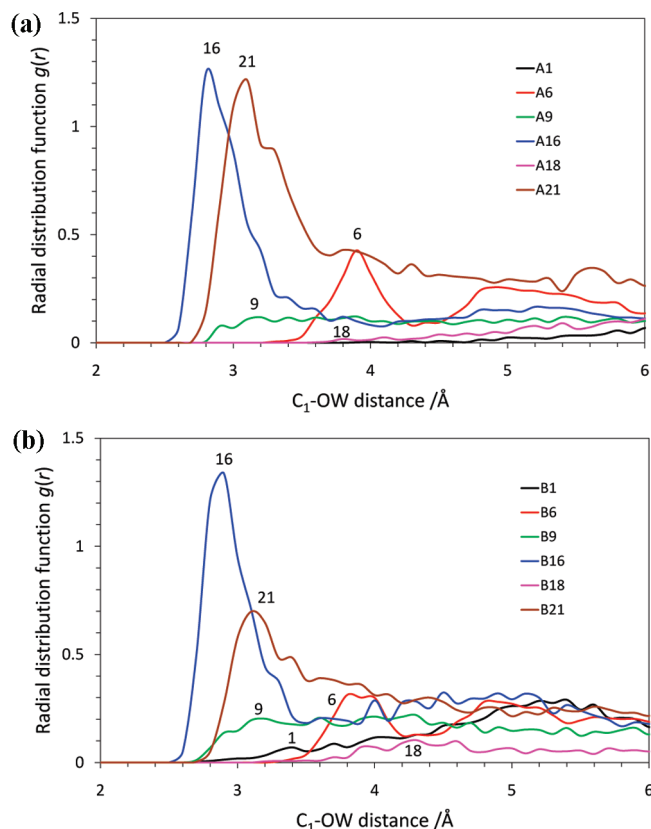 (a)
Radial distribution function g(r)
1.5
1
0.5
0
16
21
6
9
18
A1
A6
A9
A16
A18
A21
2 3 4 5 6
C₁-OW distance /Å
(b)
Radial distribution function g(r)
1.5
1
0.5
0
16
21
9
6
1
18
B1
B6
B9
B16
B18
B21
2 3 4 5 6
C₁-OW distance /Å